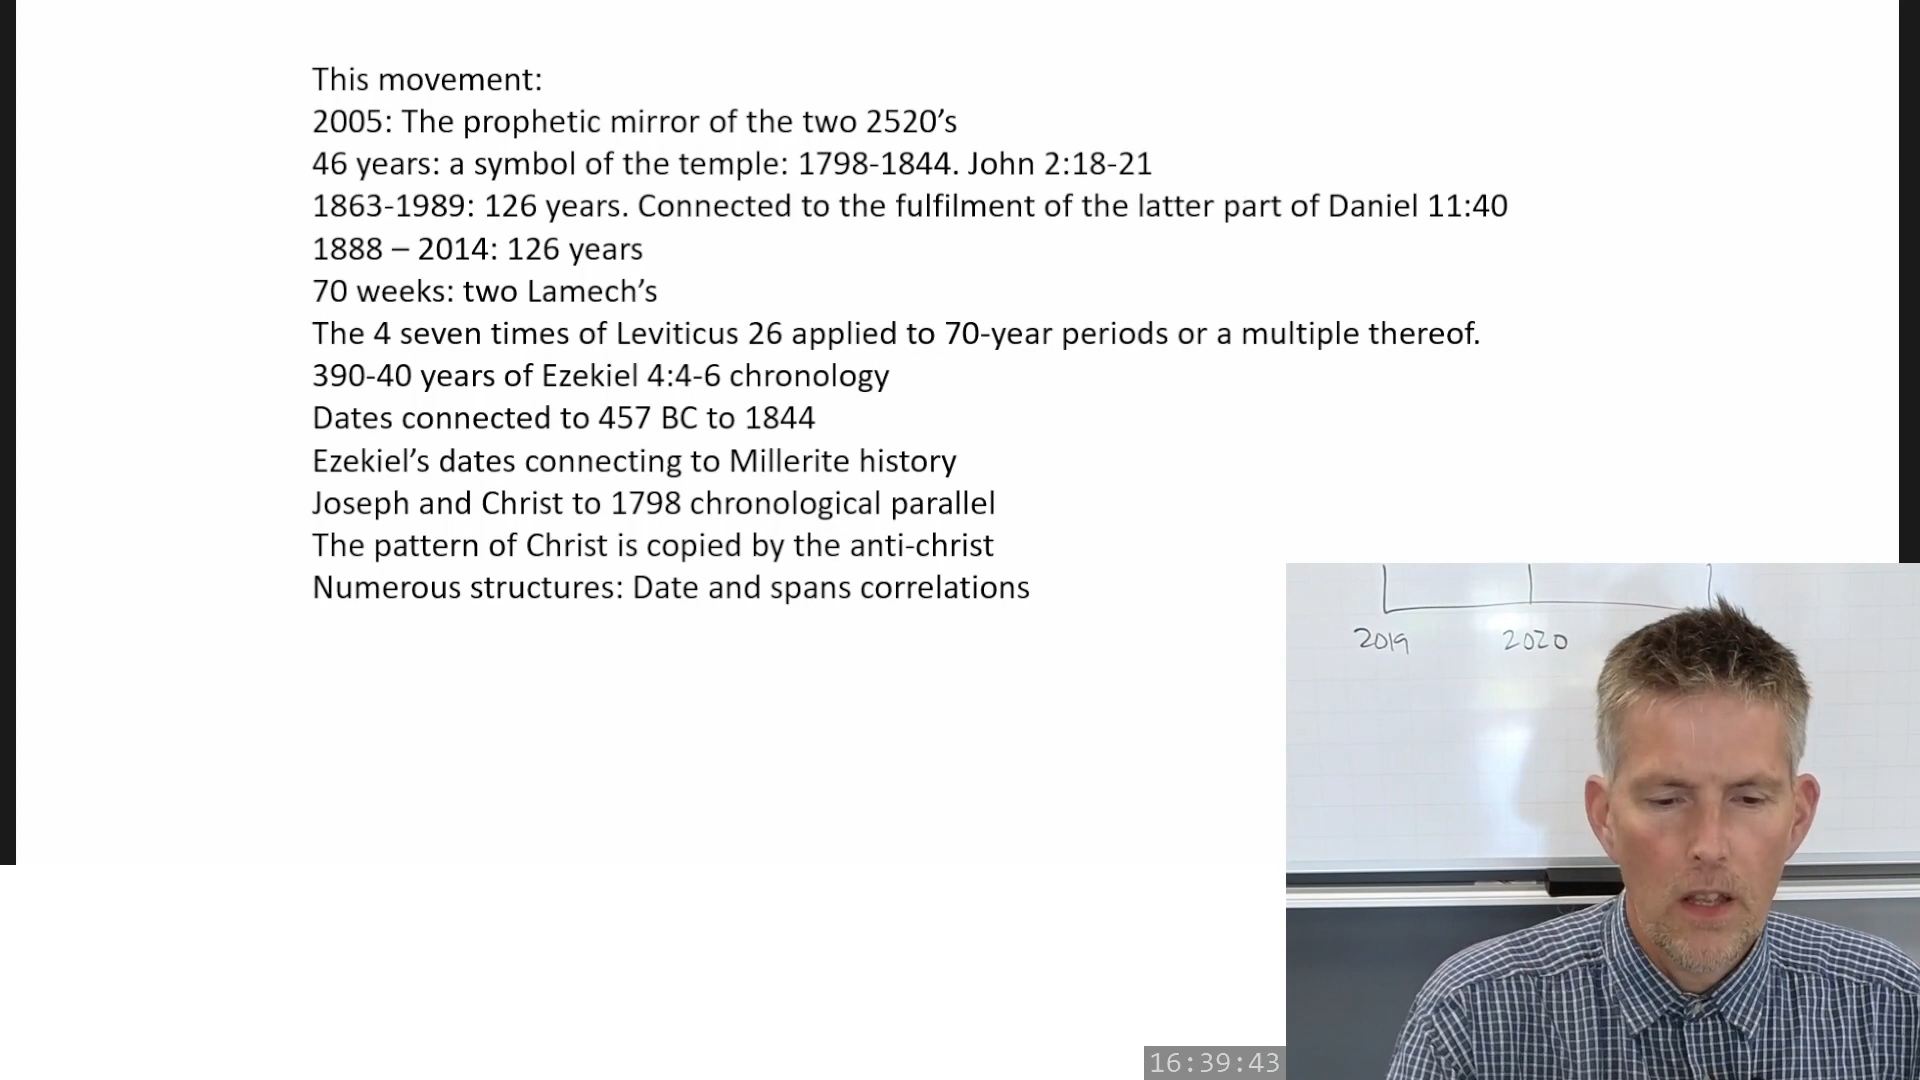 This movement:
2005: The prophetic mirror of the two 2520’s
46 years: a symbol of the temple: 1798-1844. John 2:18-21
1863-1989: 126 years. Connected to the fulfilment of the latter part of Daniel 11:40
1888 – 2014: 126 years
70 weeks: two Lamech’s
The 4 seven times of Leviticus 26 applied to 70-year periods or a multiple thereof.
390-40 years of Ezekiel 4:4-6 chronology
Dates connected to 457 BC to 1844
Ezekiel’s dates connecting to Millerite history
Joseph and Christ to 1798 chronological parallel
The pattern of Christ is copied by the anti-christ
Numerous structures: Date and spans correlations
2019 2020
16:39:43